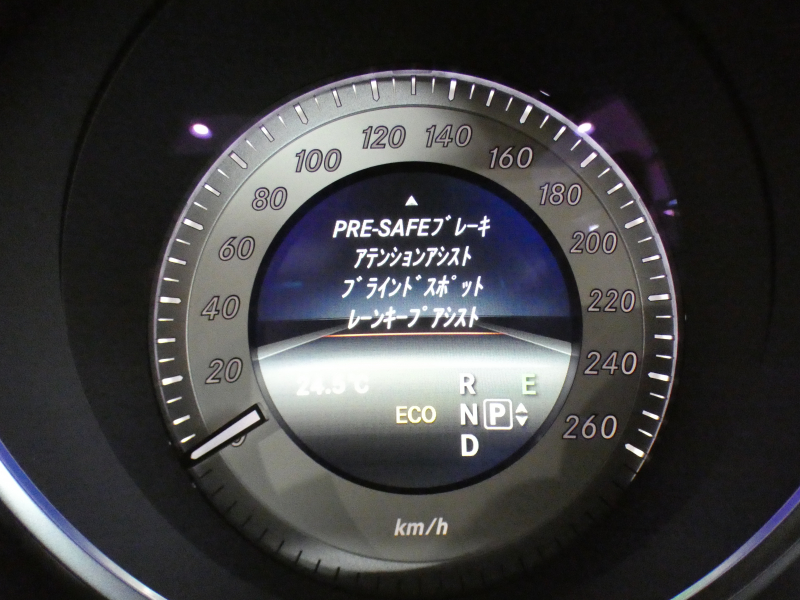 120 140
100 160
80 180
60 200
40 220
20 240
260
▲
PRE-SAFEブレーキ
アテンションアシスト
ブラインドスポット
レーンキープアシスト
24.5°C
R E
ECO N P
D
km/h